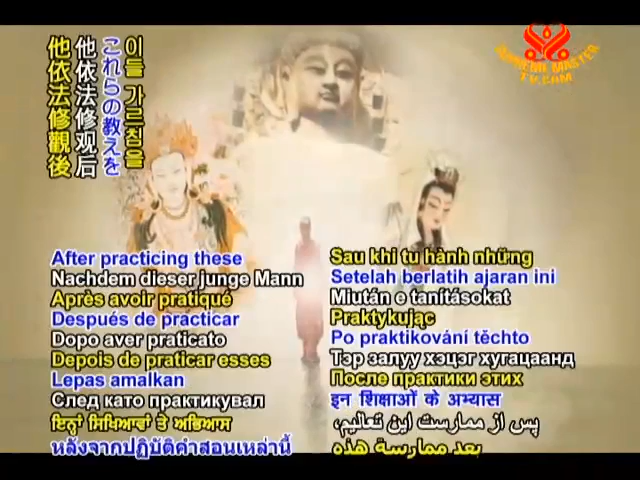 SUPREME MASTER
TV.COM
이들 가르침을
これらの教えを
他依法修观后
他依法修觀後
After practicing these
Nachdem dieser junge Mann
Après avoir pratiqué
Después de practicar
Dopo aver praticato
Depois de praticar esses
Lepas amalkan
След като практикувал
ਇਨ੍ਹਾਂ ਸਿਖਿਆਵਾਂ ਤੇ ਅਭਿਆਸ
หลังจากปฏิบัติคำสอนเหล่านี้
Sau khi tu hành những
Setelah berlatih ajaran ini
Miután e tanításokat
Praktykując
Po praktikování těchto
Тэр залуу хэцэг хугацаанд
После практики этих
इन शिक्षाओं के अभ्यास
پس از ممارست این تعالیم،
بعد ممارسة هذه